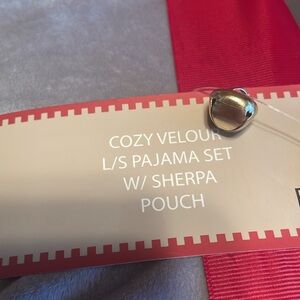 COZY VELOUR
L/S PAJAMA SET
W/ SHERPA
POUCH